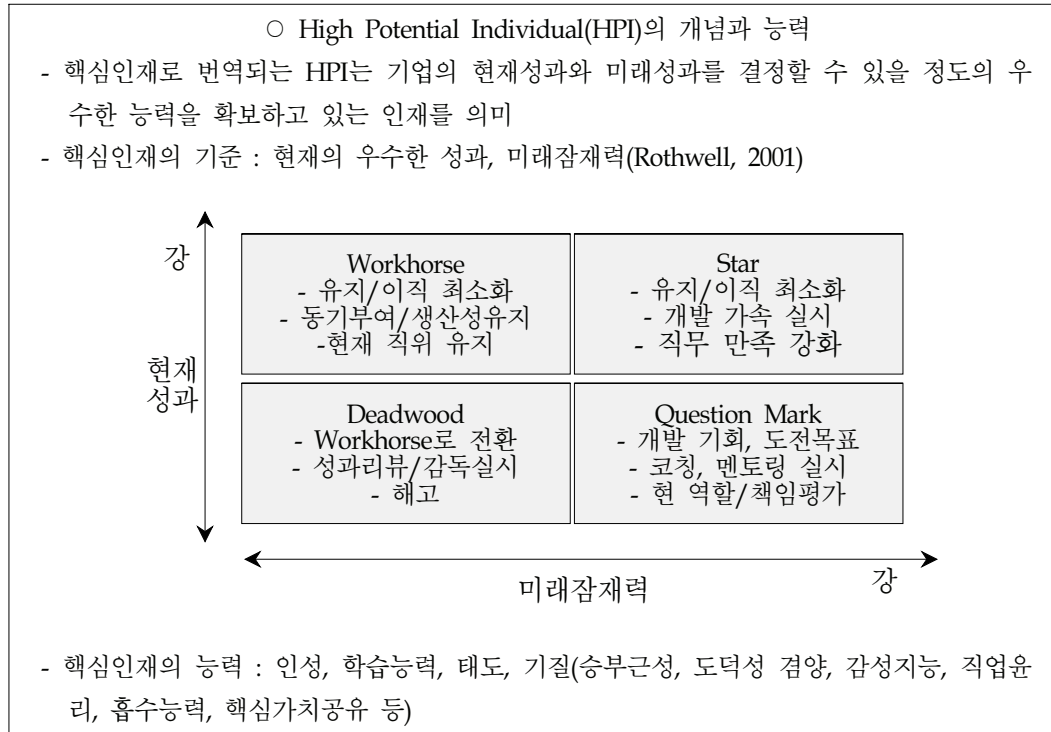 ○ High Potential Individual(HPI)의 개념과 능력
- 핵심인재로 번역되는 HPI는 기업의 현재성과와 미래성과를 결정할 수 있을 정도의 우
수한 능력을 확보하고 있는 인재를 의미
- 핵심인재의 기준 : 현재의 우수한 성과, 미래잠재력(Rothwell, 2001)
강
현재
성과
Workhorse
- 유지/이직 최소화
- 동기부여/생산성유지
-현재 직위 유지
Star
- 유지/이직 최소화
- 개발 가속 실시
- 직무 만족 강화
Deadwood
- Workhorse로 전환
- 성과리뷰/감독실시
- 해고
Question Mark
- 개발 기회, 도전목표
- 코칭, 멘토링 실시
- 현 역할/책임평가
미래잠재력
강
- 핵심인재의 능력 : 인성, 학습능력, 태도, 기질(승부근성, 도덕성 겸양, 감성지능, 직업윤
리, 흡수능력, 핵심가치공유 등)